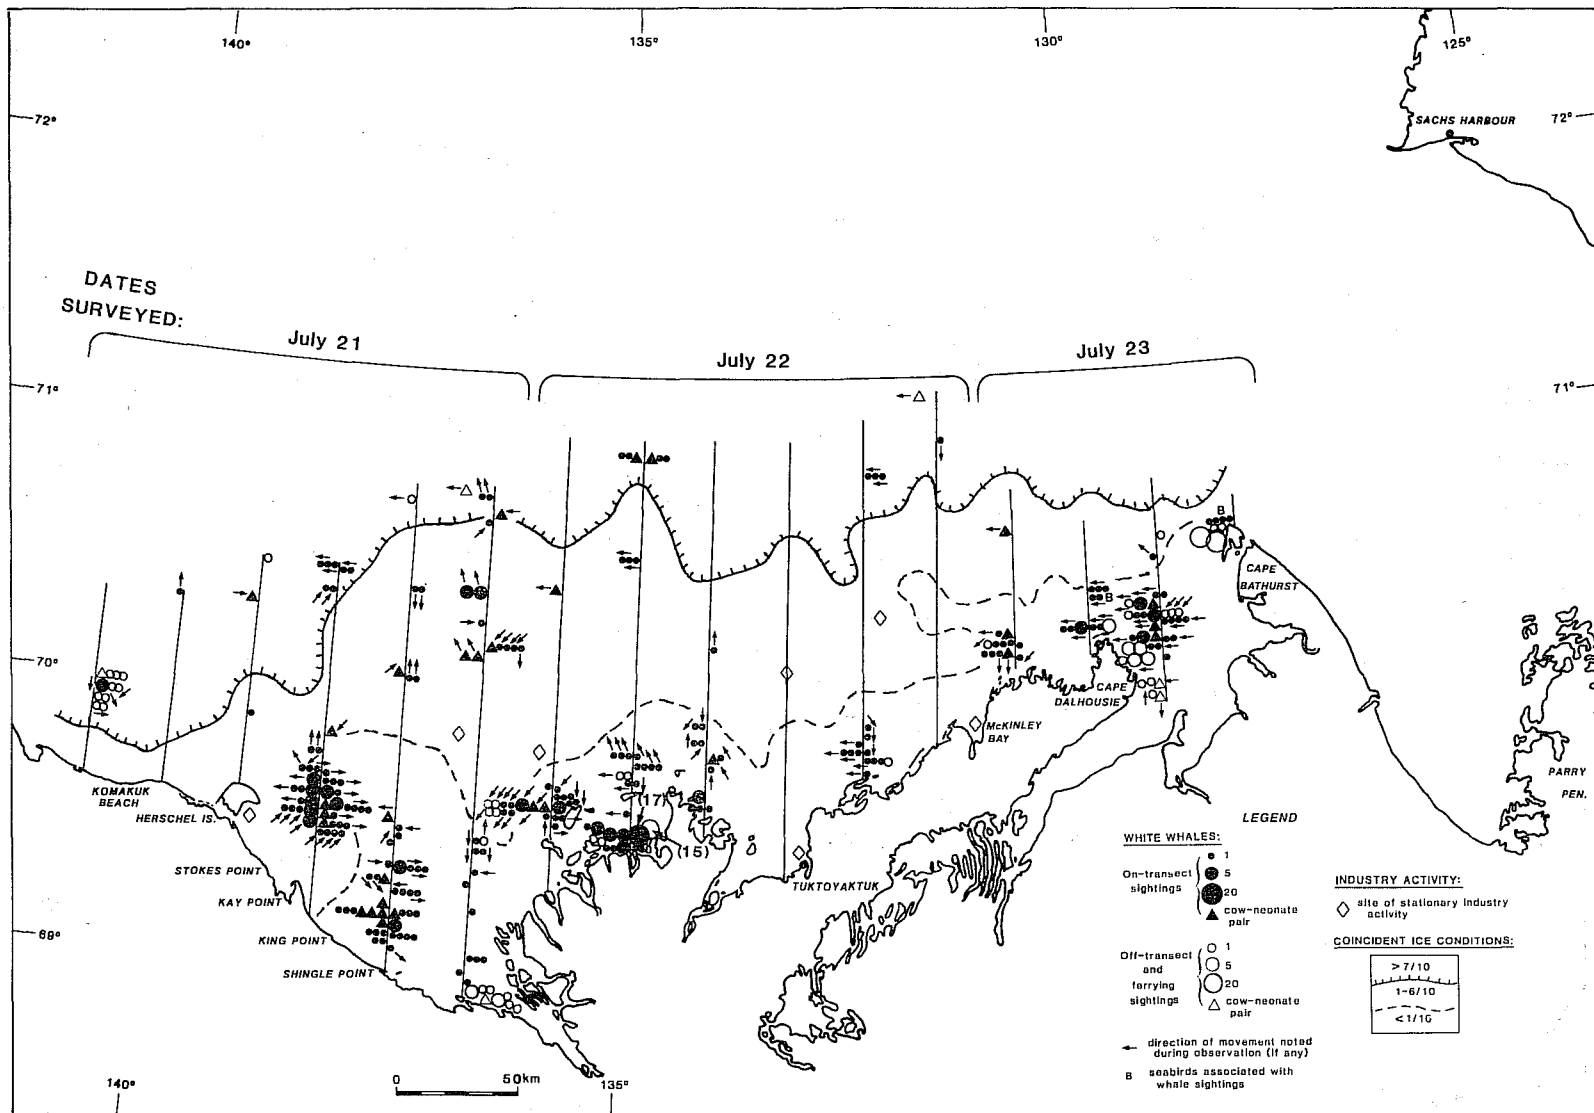 140°
135°
130°
125°
72°
SACHS HARBOUR
72°
DATES
SURVEYED:
July 21
July 22
July 23
71°
71°
B
CAPE
BATHURST
B
70°
70°
CAPE
DALHOUSIE
McKINLEY
BAY
KOMAKUK
BEACH
HERSCHEL IS.
PARRY
PEN.
(17)
(15)
STOKES POINT
TUKTOYAKTUK
KAY POINT
69°
KING POINT
SHINGLE POINT
LEGEND
WHITE WHALES:
On-transect
sightings
1
5
20
cow-neonate
pair
Off-transect
and
ferrying
sightings
1
5
20
cow-neonate
pair
direction of movement noted
during observation (if any)
B seabirds associated with
whale sightings
INDUSTRY ACTIVITY:
site of stationary industry
activity
COINCIDENT ICE CONDITIONS:
>7/10
1-6/10
<1/10
140°
0 50km
135°